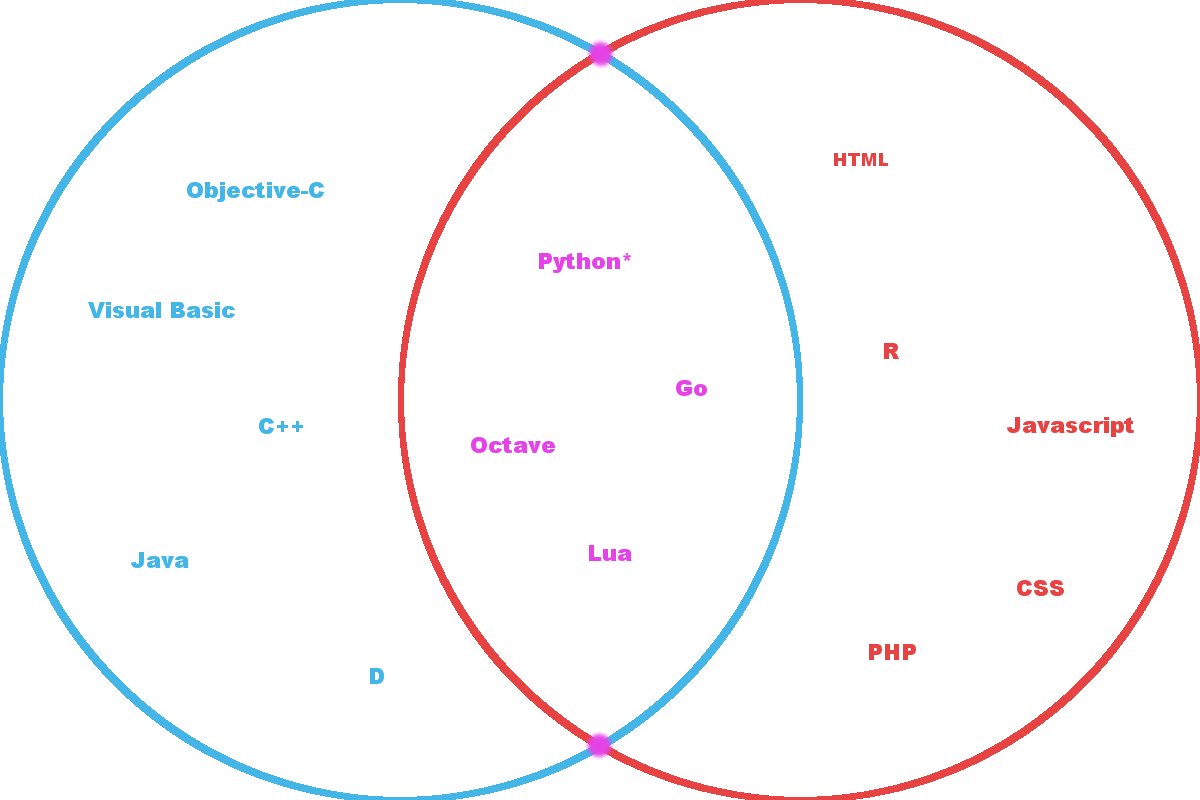 Objective-C
Visual Basic
C++
Java
D
Python*
Go
Octave
Lua
HTML
R
Javascript
CSS
PHP